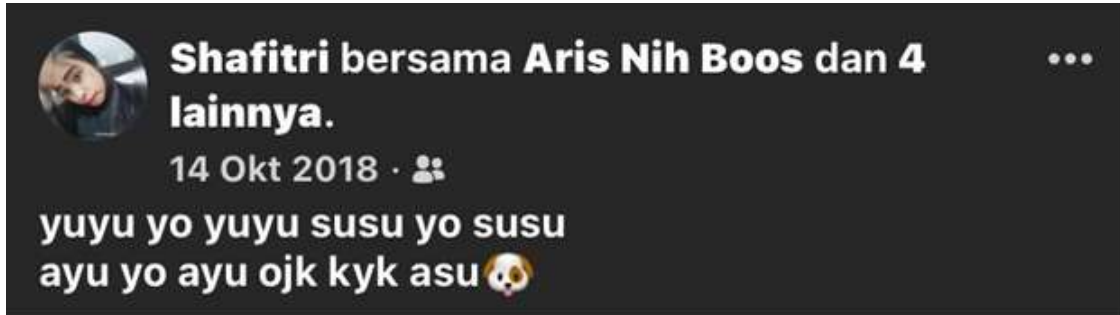 Shafitri bersama Aris Nih Boos dan 4
lainnya.
14 Okt 2018 ·
yuyu yo yuyu susu yo susu
ayu yo ayu ojk kyk asu🐶